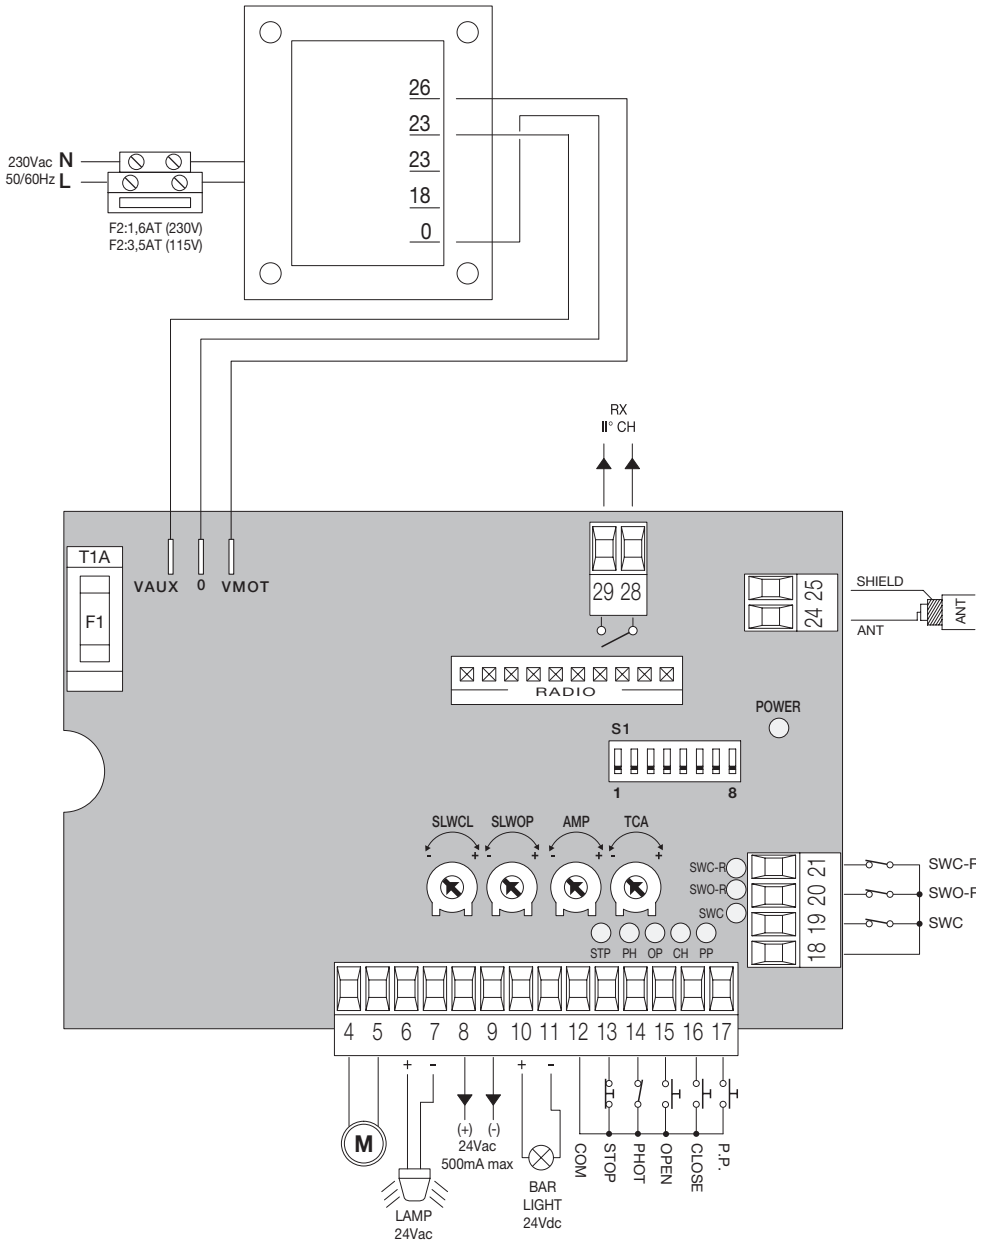 26
23
23
18
0
230Vac N
50/60Hz L
F2:1,6AT (230V)
F2:3,5AT (115V)
RX
II° CH
T1A
F1
VAUX 0 VMOT
29 28
24 25
SHIELD
ANT
ANT
RADIO
POWER
S1
1 8
SLWCL SLWOP AMP TCA
- + - + - + - +
SWC-R
SWO-R
SWC
18 19 20 21
SWC-F
SWO-F
SWC
STP PH OP CH PP
4 5 6 7 8 9 10 11 12 13 14 15 16 17
+ - + -
M
(+) (-)
24Vac
500mA max
LAMP
24Vac
BAR
LIGHT
24Vdc
COM
STOP
PHOT
OPEN
CLOSE
P.P.